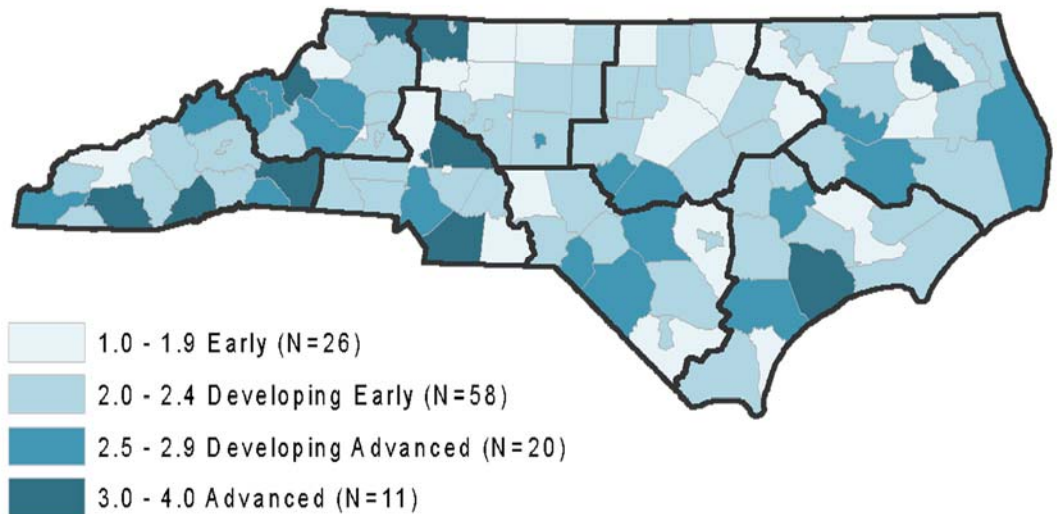 1.0 - 1.9 Early (N=26)
2.0 - 2.4 Developing Early (N=58)
2.5 - 2.9 Developing Advanced (N=20)
3.0 - 4.0 Advanced (N=11)